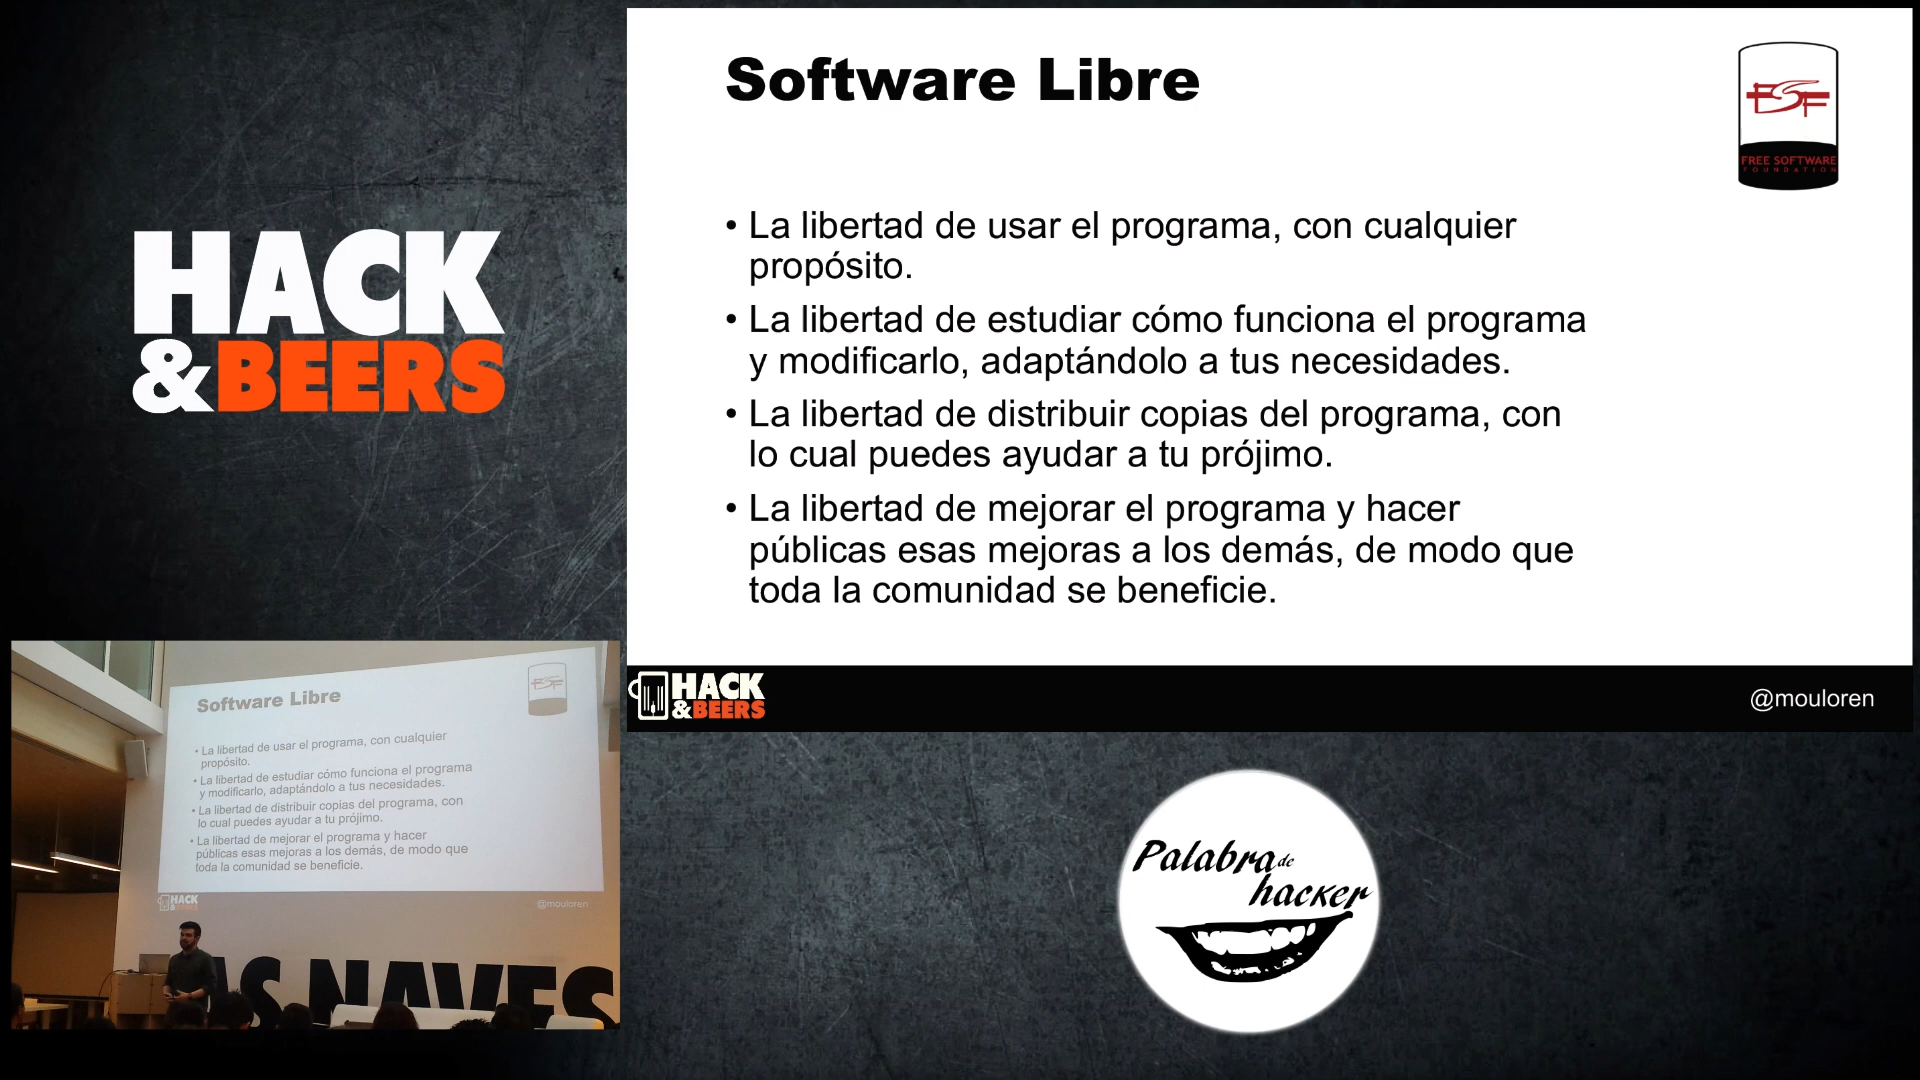 HACK
&BEERS
Software Libre
FSF
FREE SOFTWARE
FOUNDATION
• La libertad de usar el programa, con cualquier
propósito.
• La libertad de estudiar cómo funciona el programa
y modificarlo, adaptándolo a tus necesidades.
• La libertad de distribuir copias del programa, con
lo cual puedes ayudar a tu prójimo.
• La libertad de mejorar el programa y hacer
públicas esas mejoras a los demás, de modo que
toda la comunidad se beneficie.
HACK
&BEERS
@mouloren
Software Libre
FSF
• La libertad de usar el programa, con cualquier
propósito.
• La libertad de estudiar cómo funciona el programa
y modificarlo, adaptándolo a tus necesidades.
• La libertad de distribuir copias del programa, con
lo cual puedes ayudar a tu prójimo.
• La libertad de mejorar el programa y hacer
públicas esas mejoras a los demás, de modo que
toda la comunidad se beneficie.
HACK
&BEERS
@mouloren
AS NAVES
Palabra de
hacker